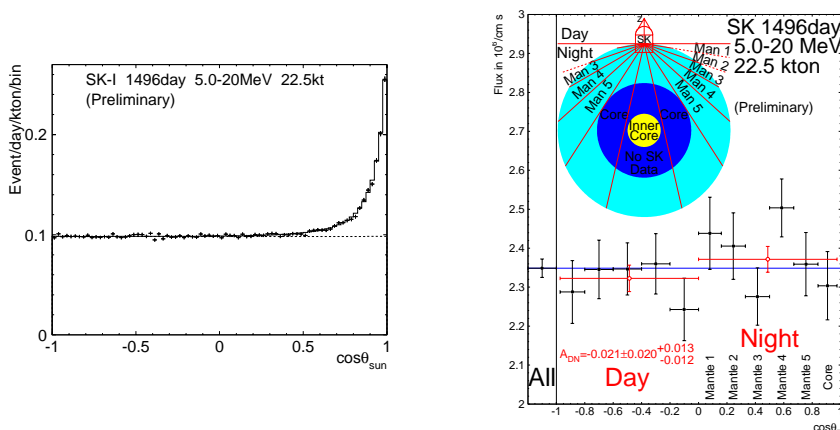 SK-I 1496day 5.0-20MeV 22.5kt
(Preliminary)
Event/day/kton/bin
0.2
0.1
0
-1
-0.5
0
0.5
1
cosθsun
Flux in 10⁶/cm s
3
2.9
2.8
2.7
2.6
2.5
2.4
2.3
2.2
2.1
2
SK 1496day
5.0-20 MeV
22.5 kton
(Preliminary)
z
Day
SK
Night
Man 1
Man 2
Man 3
Man 4
Man 5
Man 3
Man 4
Man 5
Core
Core
Inner
Core
No SK
Data
A_DN=-0.021±0.020+0.013
-0.012
All
Day
Night
Mantle 1
Mantle 2
Mantle 3
Mantle 4
Mantle 5
Core
-1
-0.8
-0.6
-0.4
-0.2
0
0.2
0.4
0.6
0.8
cosθ